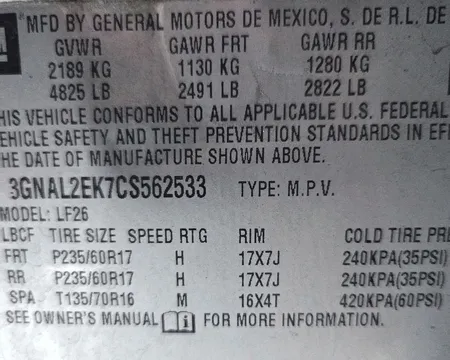 MFD BY GENERAL MOTORS DE MEXICO, S. DE R.L. DE
GVWR GAWR FRT GAWR RR
2189 KG 1130 KG 1280 KG
4825 LB 2491 LB 2822 LB
HIS VEHICLE CONFORMS TO ALL APPLICABLE U.S. FEDERAL
EHICLE SAFETY AND THEFT PREVENTION STANDARDS IN EFF
HE DATE OF MANUFACTURE SHOWN ABOVE.
3GNAL2EK7CS562533 TYPE: M.P.V.
MODEL: LF26
LBCF TIRE SIZE SPEED RTG RIM COLD TIRE PRE
FRT P235/60R17 H 17X7J 240KPA(35PSI)
RR P235/60R17 H 17X7J 240KPA(35PSI)
SPA T135/70R16 M 16X4T 420KPA(60PSI)
SEE OWNER'S MANUAL FOR MORE INFORMATION.